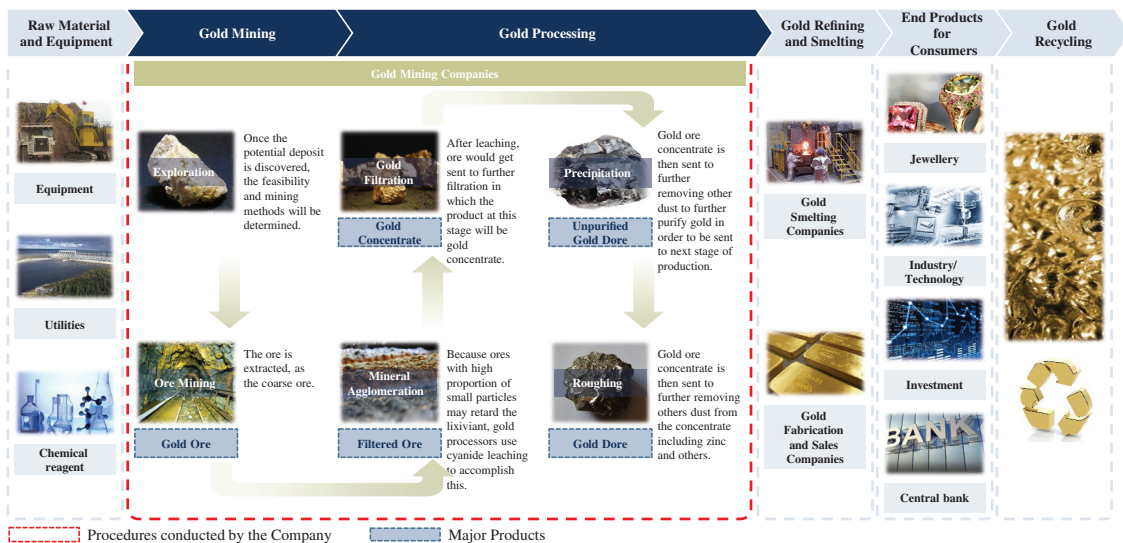 Raw Material
and Equipment
Gold Mining
Gold Processing
Gold Refining
and Smelting
End Products
for
Consumers
Gold
Recycling
Gold Mining Companies
Equipment
Utilities
Chemical
reagent
Exploration
Once the
potential deposit
is discovered,
the feasibility
and mining
methods will be
determined.
Ore Mining
Gold Ore
The ore is
extracted, as
the coarse ore.
Gold
Filtration
Gold
Concentrate
After leaching,
ore would get
sent to further
filtration in
which the
product at this
stage will be
gold
concentrate.
Mineral
Agglomeration
Filtered Ore
Because ores
with high
proportion of
small particles
may retard the
lixiviant, gold
processors use
cyanide leaching
to accomplish
this.
Precipitation
Unpurified
Gold Dore
Gold ore
concentrate is
then sent to
further
removing other
dust to further
purify gold in
order to be sent
to next stage of
production.
Roughing
Gold Dore
Gold ore
concentrate is
then sent to
further removing
others dust from
the concentrate
including zinc
and others.
Gold
Smelting
Companies
Gold
Fabrication
and Sales
Companies
Jewellery
Industry/
Technology
Investment
BANK
Central bank
Procedures conducted by the Company
Major Products